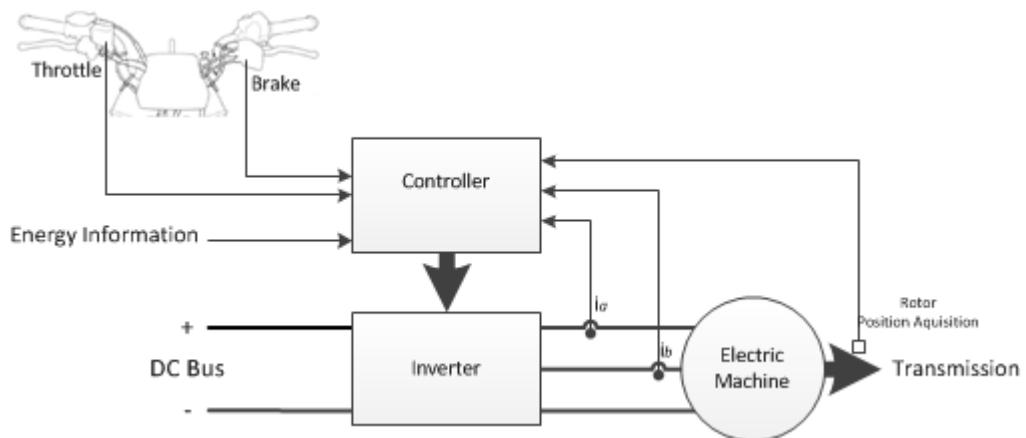 Throttle
Brake
Controller
Energy Information
ia
Rotor
Position Aquisition
+
ib
Electric
Machine
DC Bus
Inverter
Transmission
-